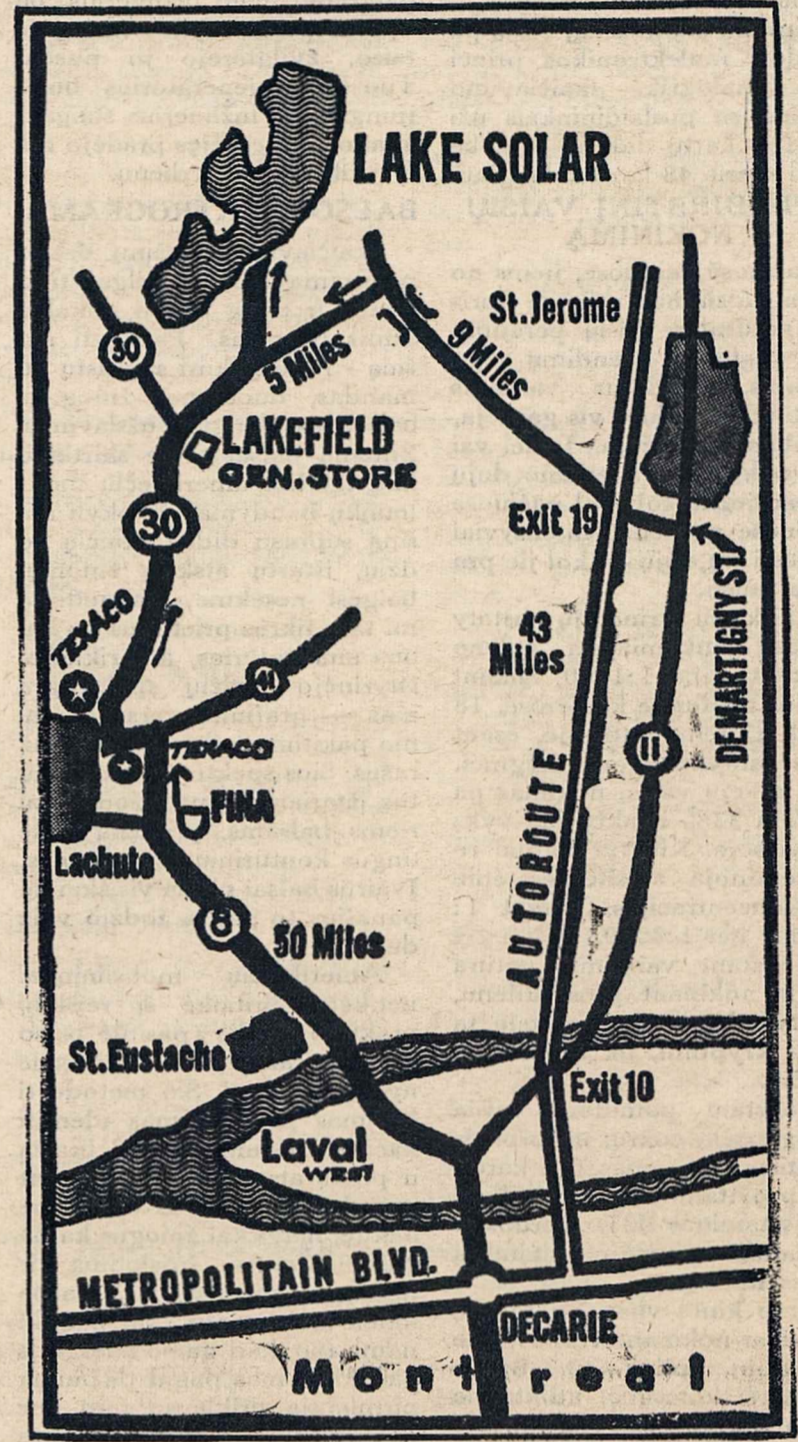 LAKE SOLAR
St.Jerome
30
5 Miles
9 Miles
LAKEFIELD
GEN. STORE
30
Exit 19
TEXACO
43
Miles
DEMARTIGNY ST.
41
TEXACO
11
FINA
AUTOROUTE
Lachute
8
50 Miles
St.Eustache
Exit 10
Laval
WEST
METROPOLITAIN BLVD.
DECARIE
Montreal